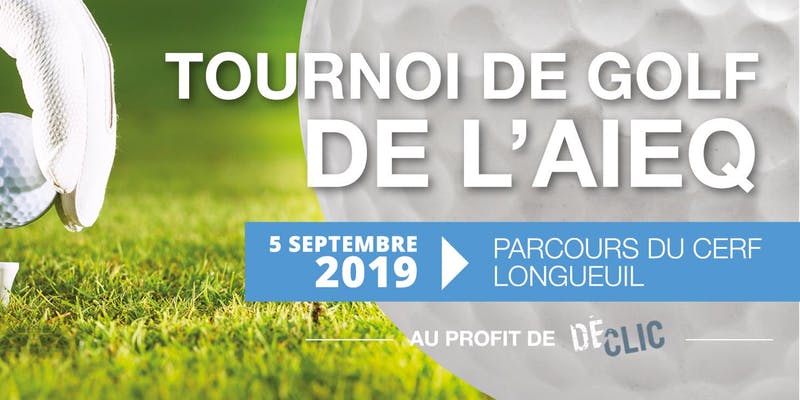 TOURNOI DE GOLF
DE L'AIEQ
5 SEPTEMBRE
2019
PARCOURS DU CERF
LONGUEUIL
AU PROFIT DE DÉCLIC